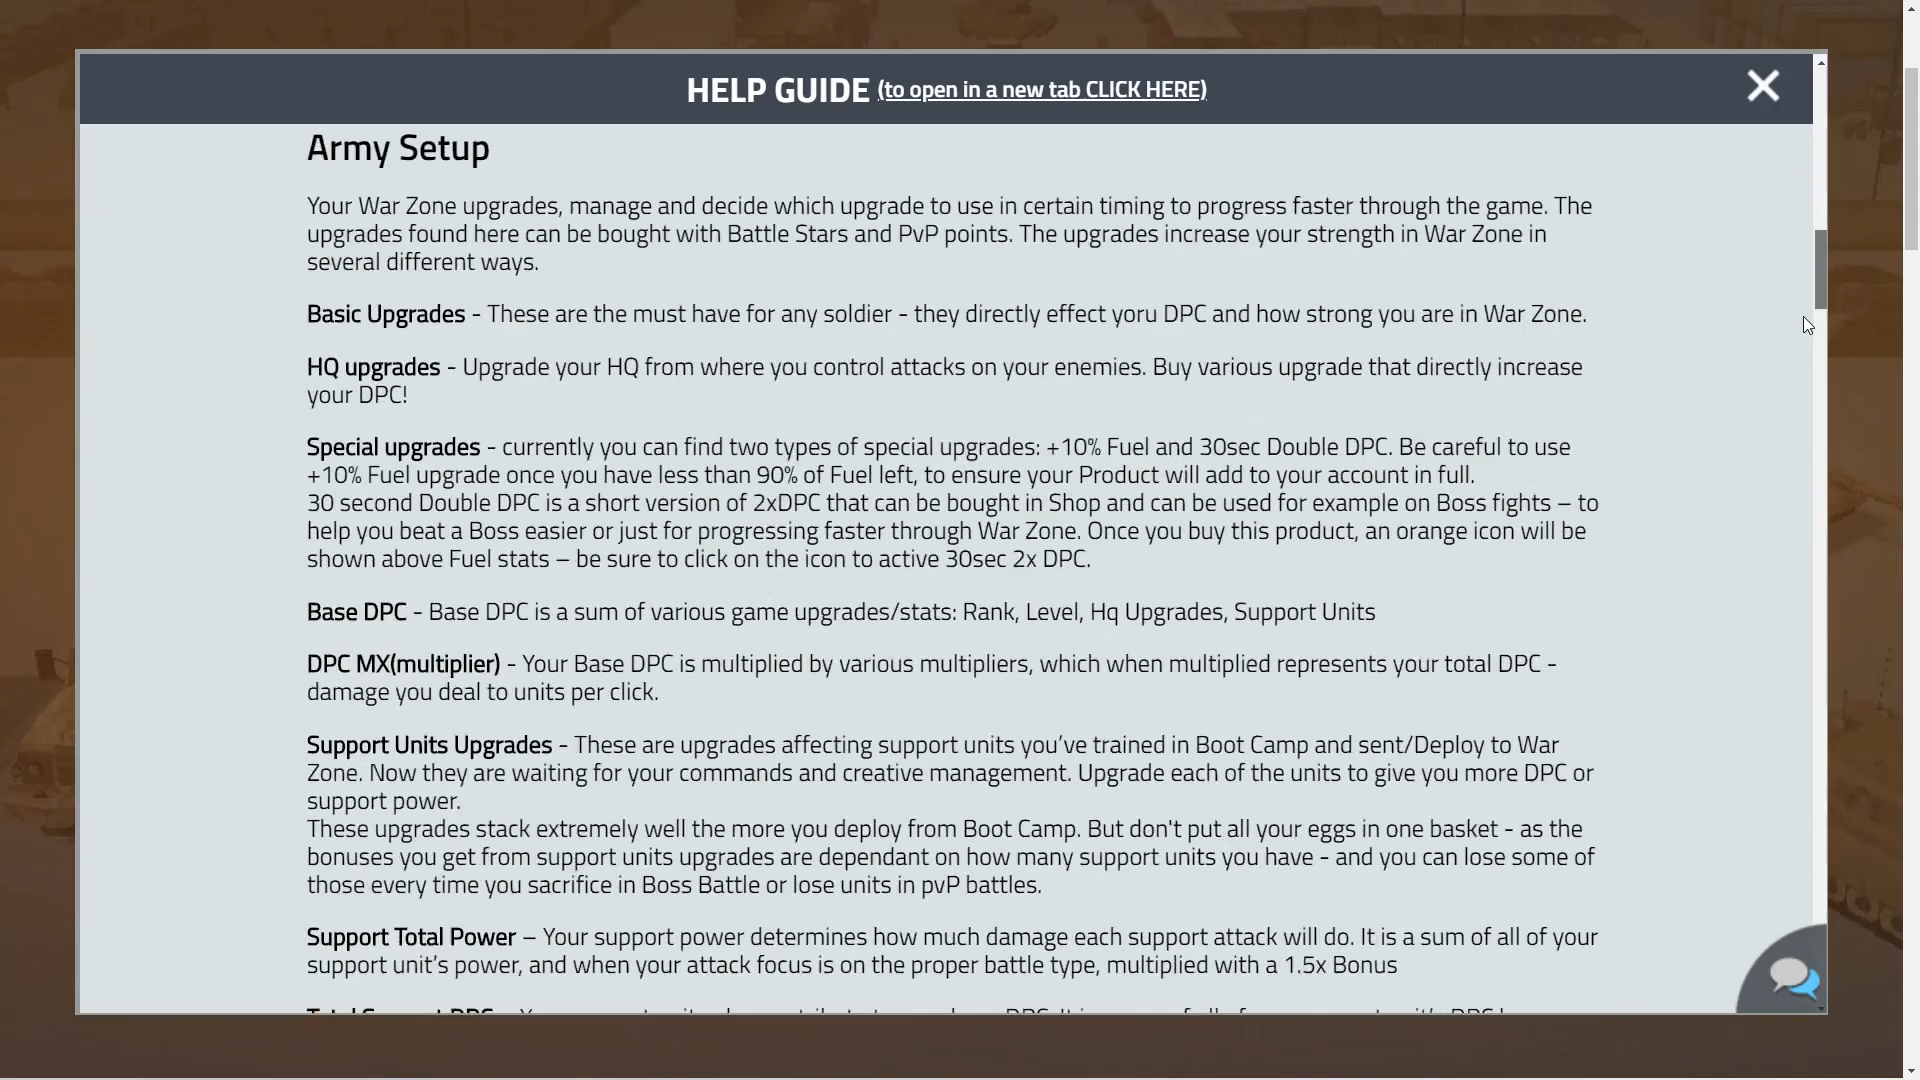 HELP GUIDE (to open in a new tab CLICK HERE)
Army Setup
Your War Zone upgrades, manage and decide which upgrade to use in certain timing to progress faster through the game. The
upgrades found here can be bought with Battle Stars and PvP points. The upgrades increase your strength in War Zone in
several different ways.
Basic Upgrades - These are the must have for any soldier - they directly effect yoru DPC and how strong you are in War Zone.
HQ upgrades - Upgrade your HQ from where you control attacks on your enemies. Buy various upgrade that directly increase
your DPC!
Special upgrades - currently you can find two types of special upgrades: +10% Fuel and 30sec Double DPC. Be careful to use
+10% Fuel upgrade once you have less than 90% of Fuel left, to ensure your Product will add to your account in full.
30 second Double DPC is a short version of 2xDPC that can be bought in Shop and can be used for example on Boss fights – to
help you beat a Boss easier or just for progressing faster through War Zone. Once you buy this product, an orange icon will be
shown above Fuel stats – be sure to click on the icon to active 30sec 2x DPC.
Base DPC - Base DPC is a sum of various game upgrades/stats: Rank, Level, Hq Upgrades, Support Units
DPC MX(multiplier) - Your Base DPC is multiplied by various multipliers, which when multiplied represents your total DPC -
damage you deal to units per click.
Support Units Upgrades - These are upgrades affecting support units you’ve trained in Boot Camp and sent/Deploy to War
Zone. Now they are waiting for your commands and creative management. Upgrade each of the units to give you more DPC or
support power.
These upgrades stack extremely well the more you deploy from Boot Camp. But don't put all your eggs in one basket - as the
bonuses you get from support units upgrades are dependant on how many support units you have - and you can lose some of
those every time you sacrifice in Boss Battle or lose units in pvP battles.
Support Total Power – Your support power determines how much damage each support attack will do. It is a sum of all of your
support unit’s power, and when your attack focus is on the proper battle type, multiplied with a 1.5x Bonus